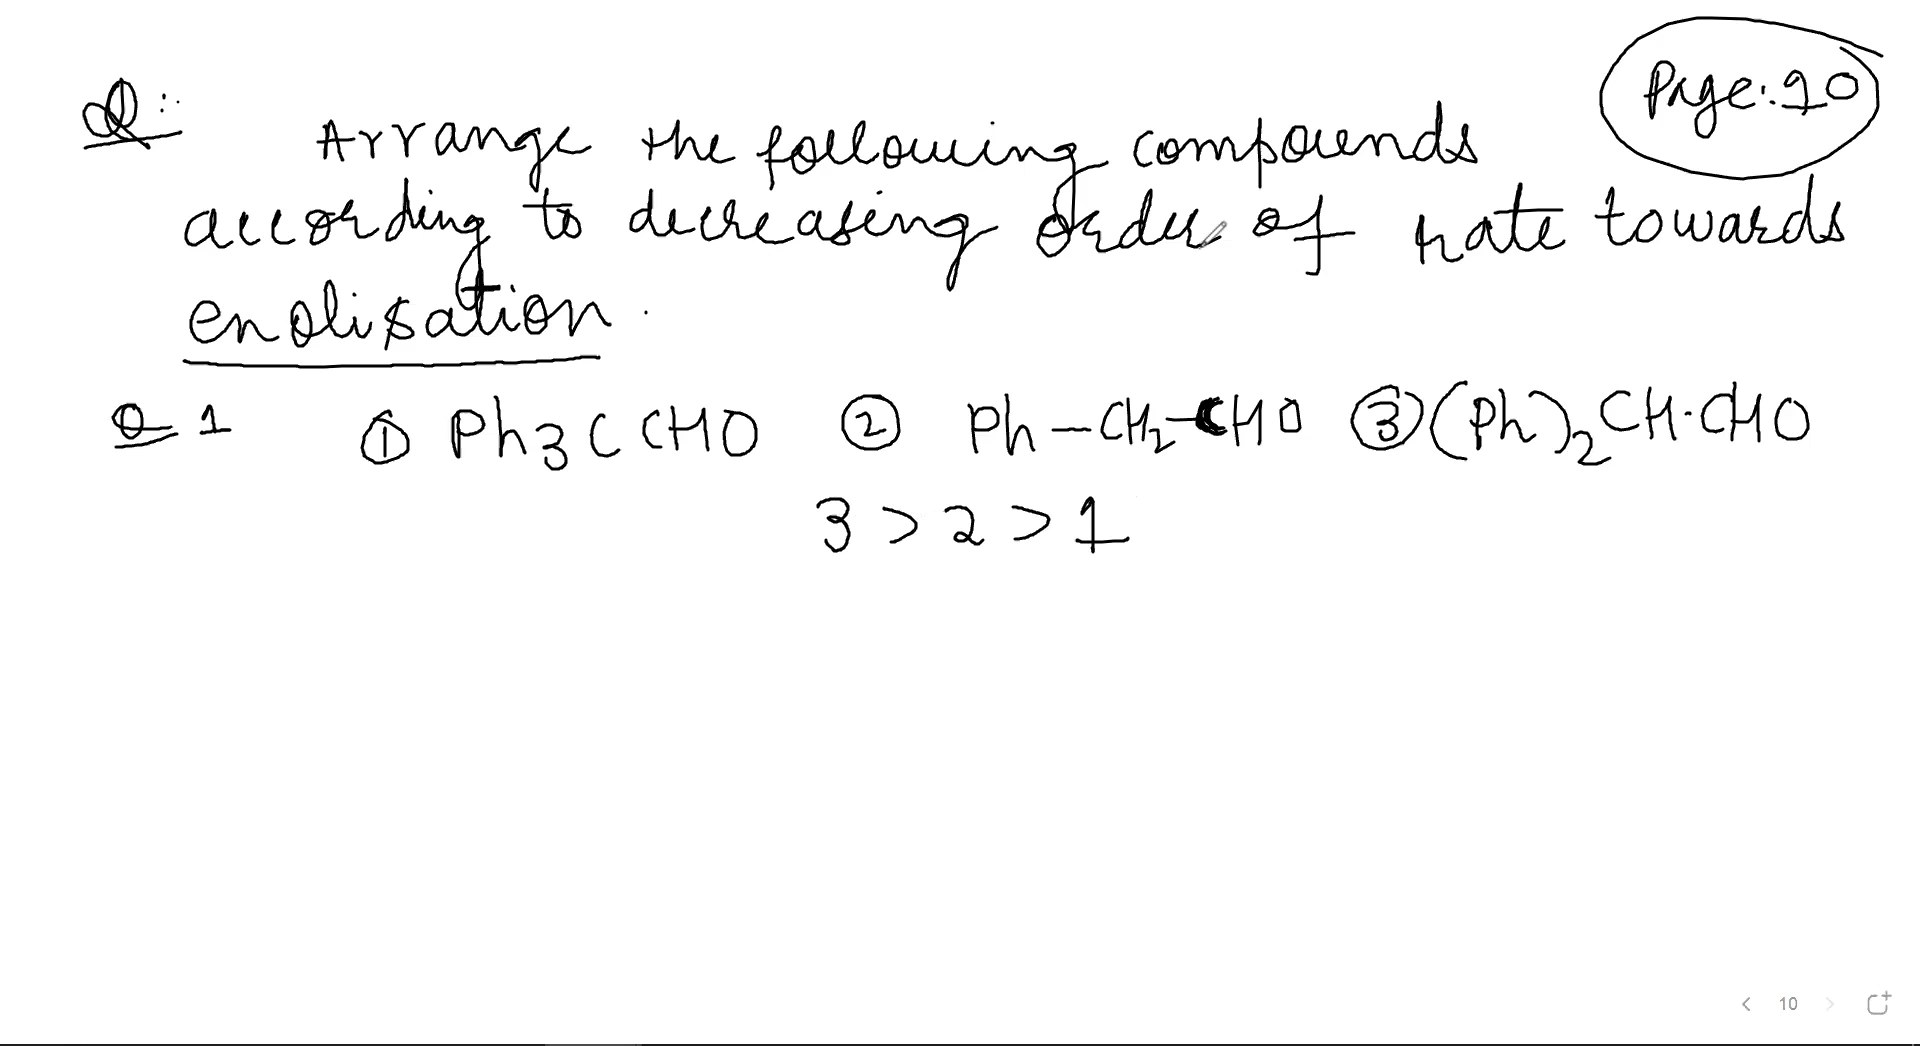 Page: 10
Q:
Arrange the following compounds
according to decreasing order of rate towards
enolisation.
Q 1 ① Ph3CCHO ② Ph-CH2-CHO ③ (Ph)2CH·CHO
3 > 2 > 1
< 10 >